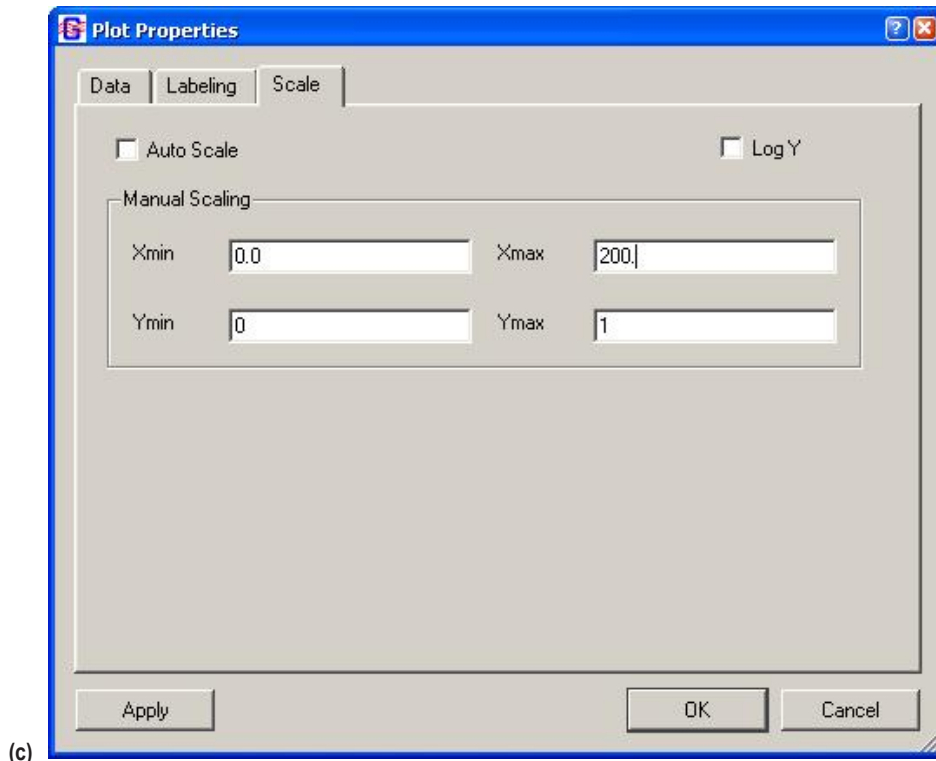 Plot Properties
Data Labeling Scale
Auto Scale Log Y
Manual Scaling
Xmin 0.0 Xmax 200.
Ymin 0 Ymax 1
Apply OK Cancel
(c)